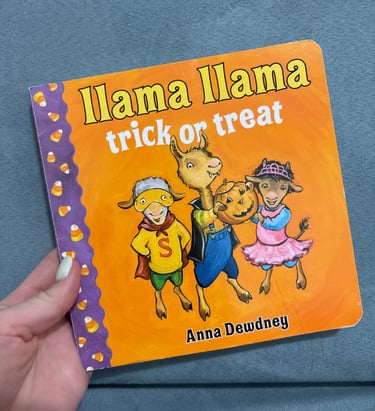 llama llama
trick or treat
S
Anna Dewdney